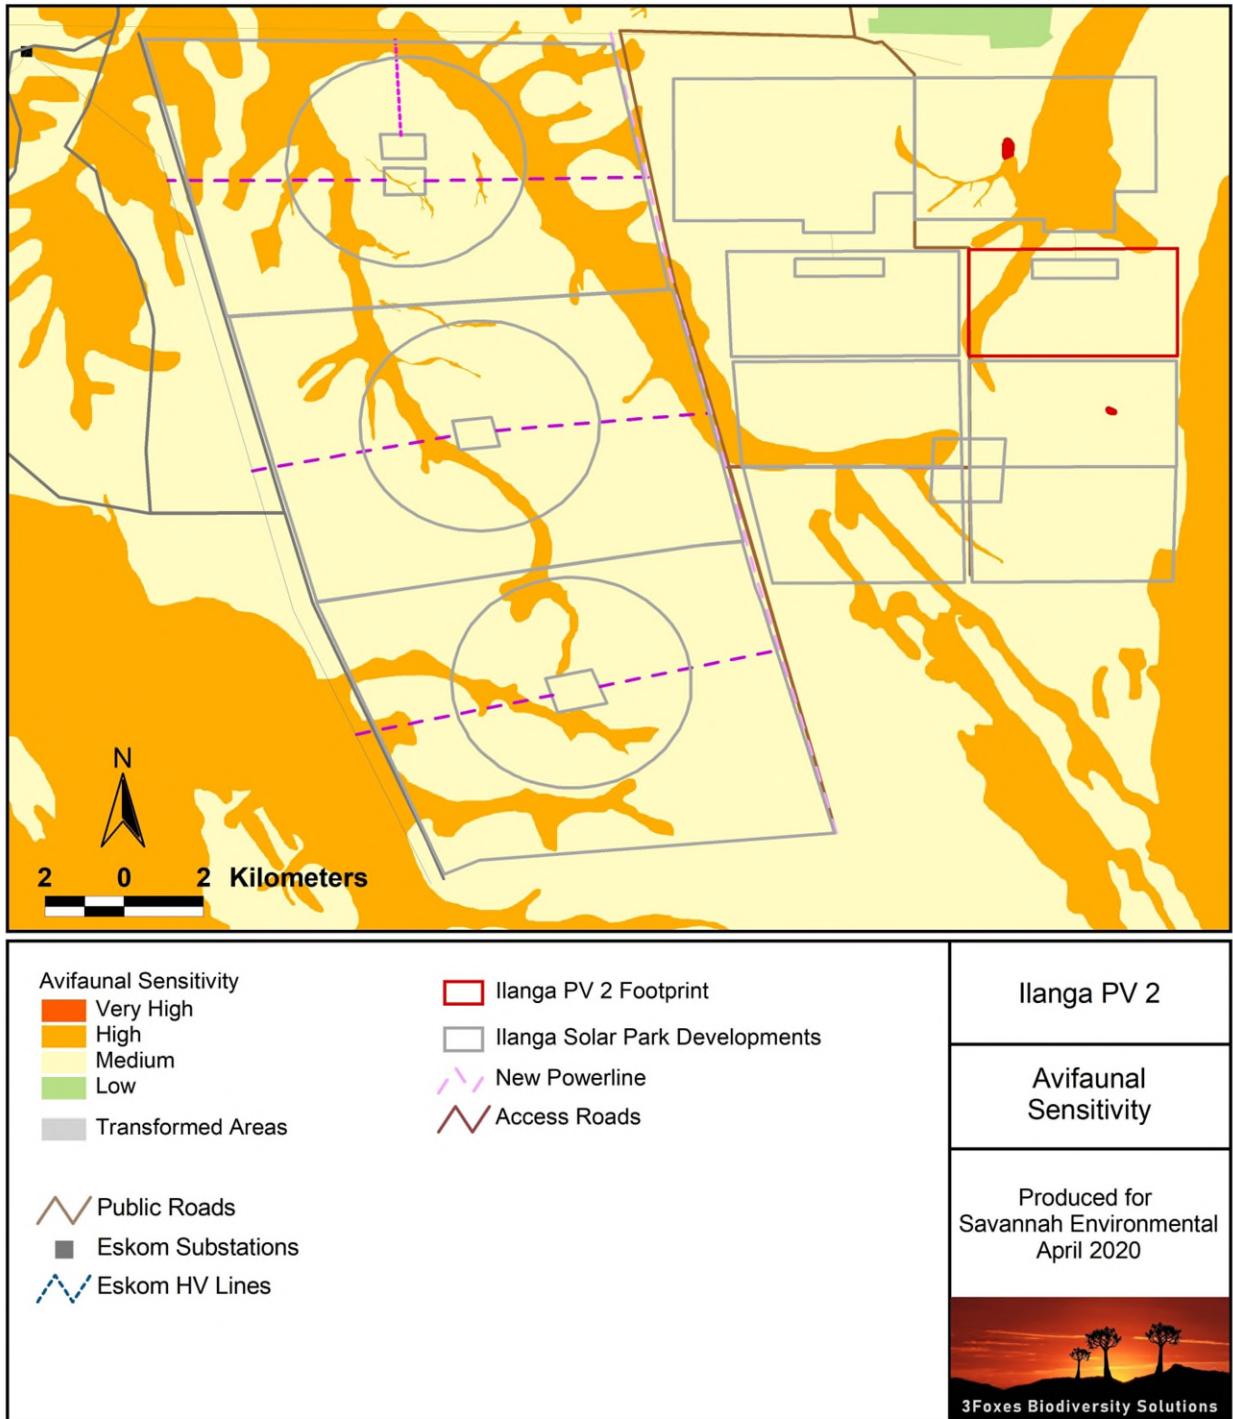 N
2 0 2 Kilometers
Avifaunal Sensitivity
Very High
High
Medium
Low
Transformed Areas
Public Roads
Eskom Substations
Eskom HV Lines
Ilanga PV 2 Footprint
Ilanga Solar Park Developments
New Powerline
Access Roads
Ilanga PV 2
Avifaunal
Sensitivity
Produced for
Savannah Environmental
April 2020
3Foxes Biodiversity Solutions